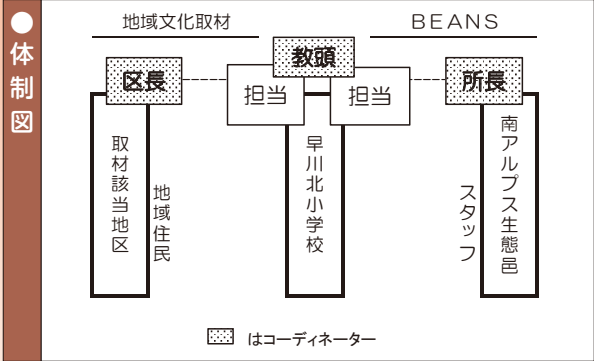 ●体制図
地域文化取材
BEANS
区長
教頭
所長
担当
担当
取材該当地区
地域住民
早川北小学校
南アルプス生態邑
スタッフ
はコーディネーター